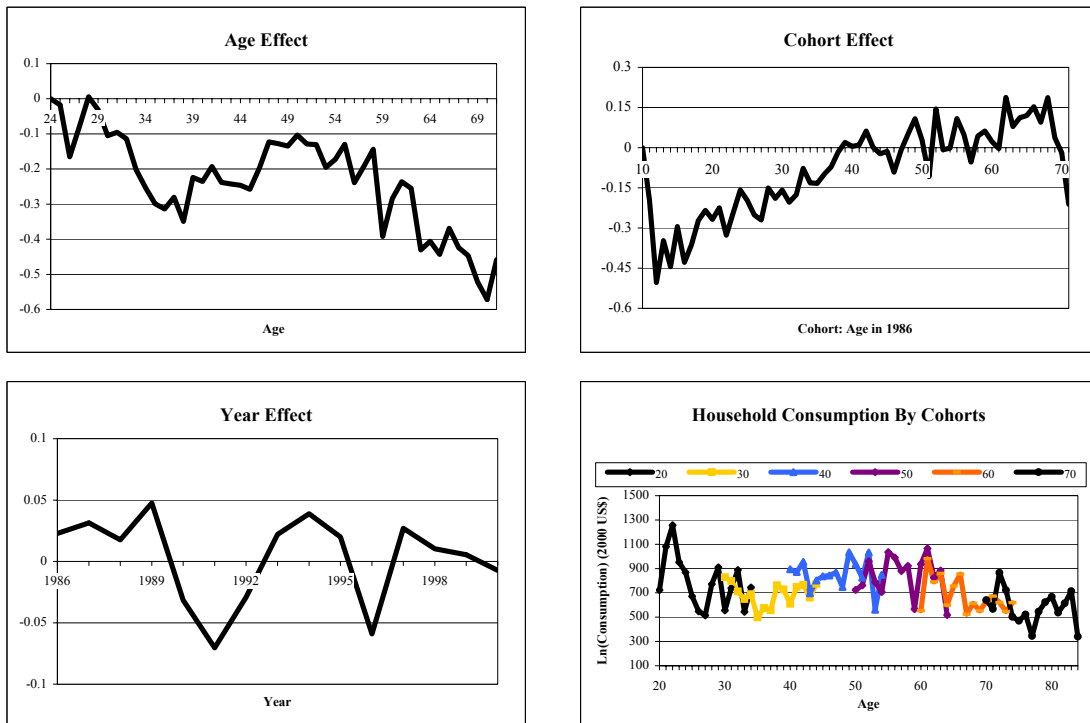 Age Effect
0.1
0
-0.1
-0.2
-0.3
-0.4
-0.5
-0.6
24 29 34 39 44 49 54 59 64 69
Age
Cohort Effect
0.3
0.15
0
-0.15
-0.3
-0.45
-0.6
10 20 30 40 50 60 70
Cohort: Age in 1986
Year Effect
0.1
0.05
0
-0.05
-0.1
1986 1989 1992 1995 1998
Year
Household Consumption By Cohorts
20 30 40 50 60 70
Ln(Consumption) (2000 US$)
1500
1300
1100
900
700
500
300
100
20 30 40 50 60 70 80
Age